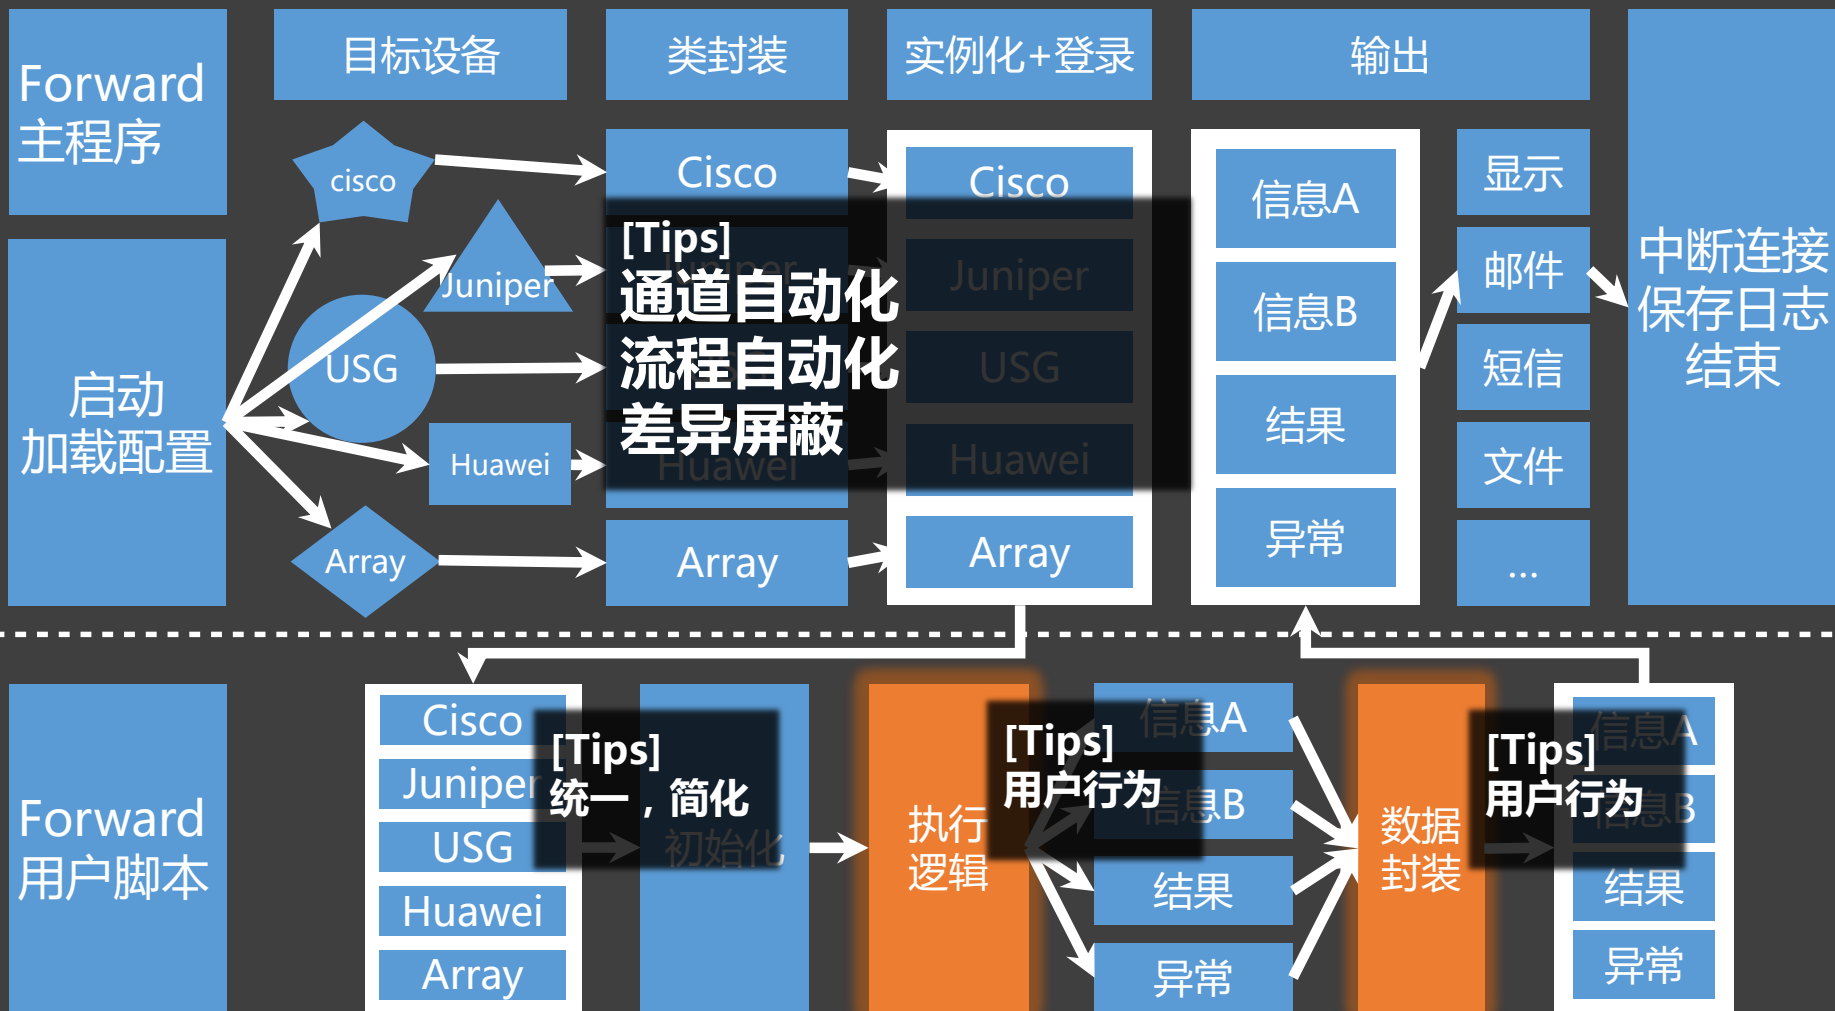 Forward
主程序
目标设备
类封装
实例化+登录
输出
启动
加载配置
cisco
Juniper
USG
Huawei
Array
Cisco
Juniper
Huawei
Array
[Tips]
通道自动化
流程自动化
差异屏蔽
Cisco
Juniper
USG
Huawei
Array
信息A
信息B
结果
异常
显示
邮件
短信
文件
...
中断连接
保存日志
结束
Forward
用户脚本
Cisco
Juniper
USG
Huawei
Array
[Tips]
统一，简化
初始化
执行
逻辑
[Tips]
用户行为
信息A
信息B
结果
异常
数据
封装
[Tips]
用户行为
信息A
信息B
结果
异常